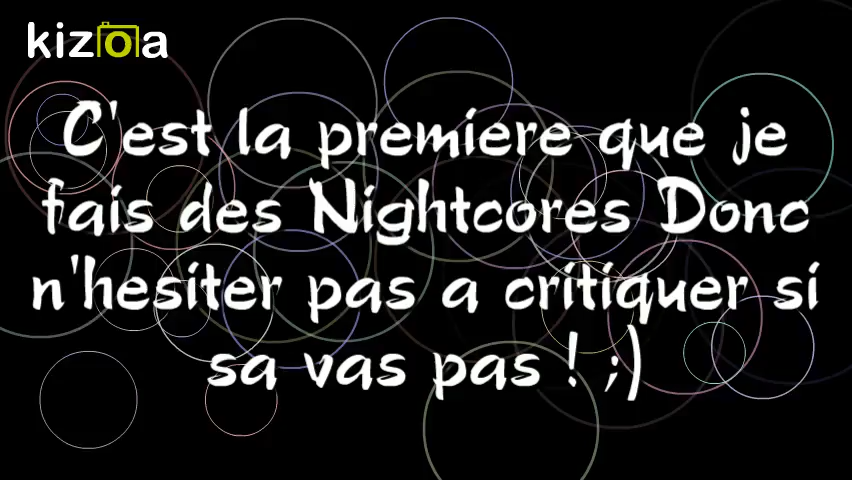 kizoa
C'est la premiere que je
fais des Nightcores Donc
n'hesiter pas a critiquer si
sa vas pas ! ;)